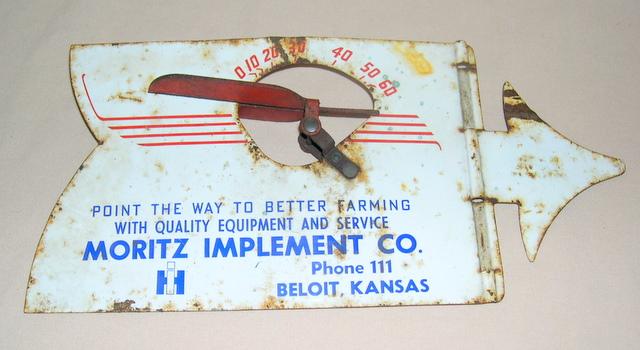 0 10 20 30 40 50 60
POINT THE WAY TO BETTER FARMING
WITH QUALITY EQUIPMENT AND SERVICE
MORITZ IMPLEMENT CO.
IH
Phone 111
BELOIT, KANSAS